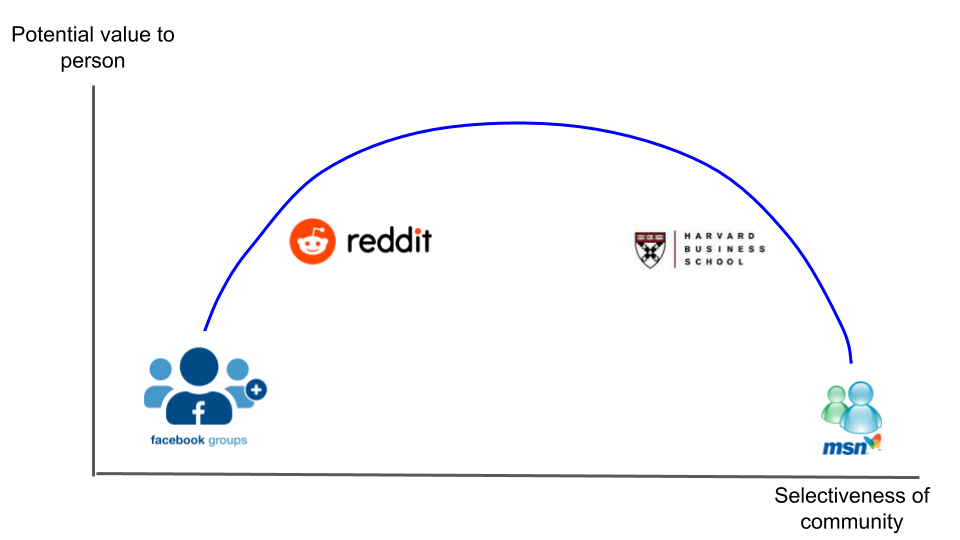 Potential value to
person
reddit
HARVARD
BUSINESS
SCHOOL
f
facebook groups
msn
Selectiveness of
community